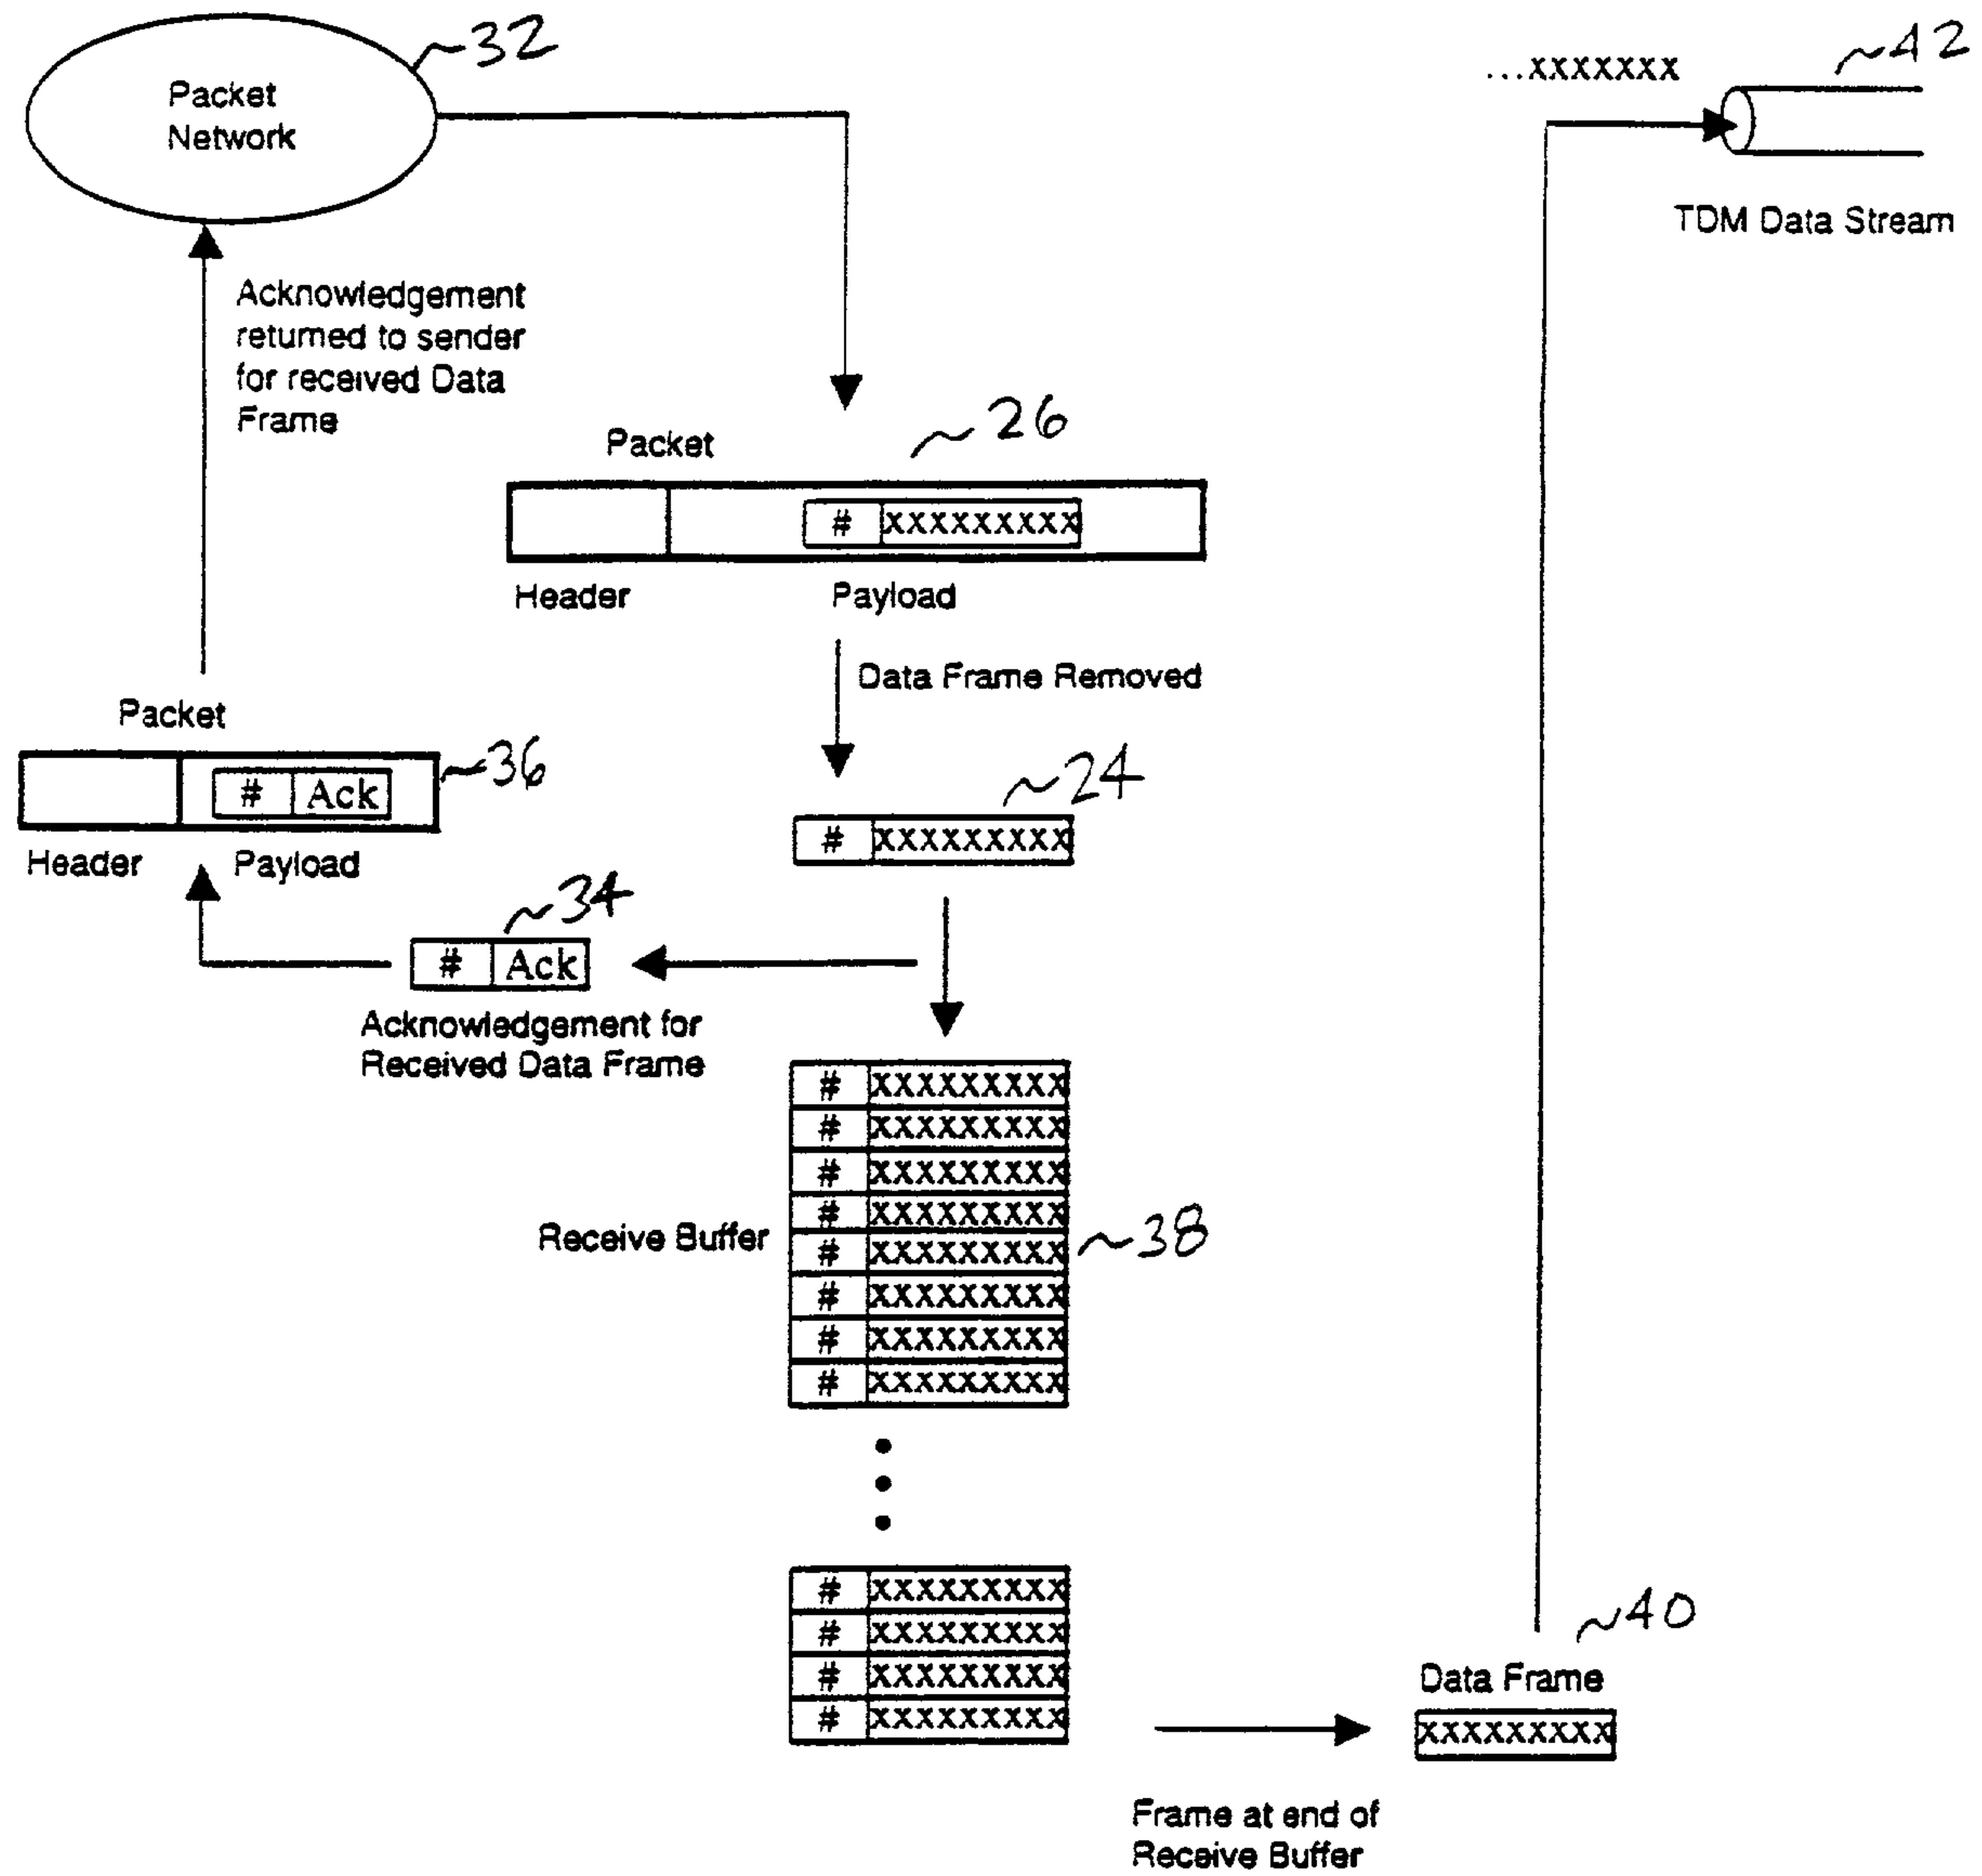 Packet
Network
~32
...xxxxxxx
~42
TDM Data Stream
Acknowledgement
returned to sender
for received Data
Frame
Packet
~26
# xxxxxxxxx
Header Payload
Data Frame Removed
Packet
# Ack
~36
Header Payload
~24
# xxxxxxxxx
~34
# Ack
Acknowledgement for
Received Data Frame
# xxxxxxxxx
# xxxxxxxxx
# xxxxxxxxx
# xxxxxxxxx
Receive Buffer
~38
# xxxxxxxxx
# xxxxxxxxx
# xxxxxxxxx
# xxxxxxxxx
# xxxxxxxxx
# xxxxxxxxx
# xxxxxxxxx
# xxxxxxxxx
~40
Data Frame
xxxxxxxxx
Frame at end of
Receive Buffer